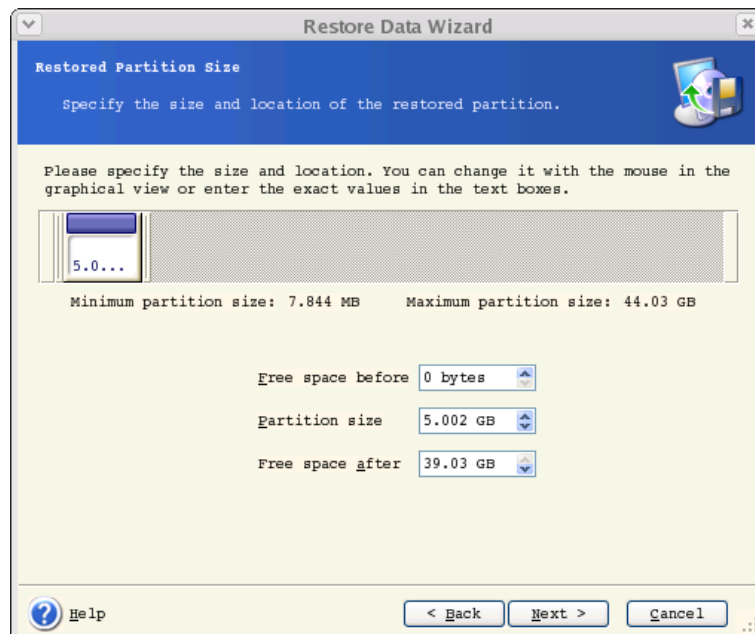 Restore Data Wizard
Restored Partition Size
Specify the size and location of the restored partition.
Please specify the size and location. You can change it with the mouse in the
graphical view or enter the exact values in the text boxes.
5.0...
Minimum partition size: 7.844 MB Maximum partition size: 44.03 GB
Free space before 0 bytes
Partition size 5.002 GB
Free space after 39.03 GB
Help < Back Next > Cancel